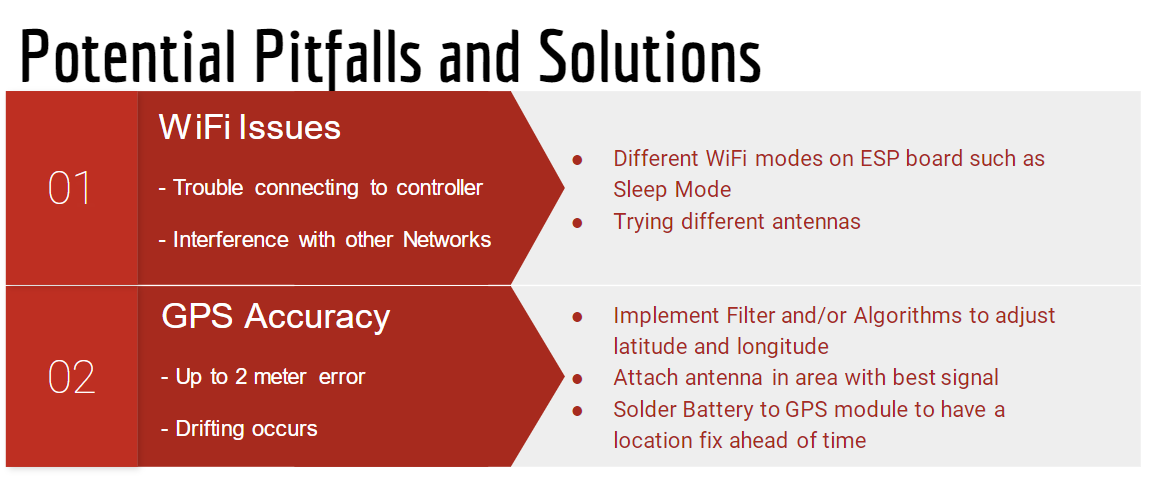 Potential Pitfalls and Solutions
01
WiFi Issues
- Trouble connecting to controller
- Interference with other Networks
● Different WiFi modes on ESP board such as
Sleep Mode
● Trying different antennas
02
GPS Accuracy
- Up to 2 meter error
- Drifting occurs
● Implement Filter and/or Algorithms to adjust
latitude and longitude
● Attach antenna in area with best signal
● Solder Battery to GPS module to have a
location fix ahead of time